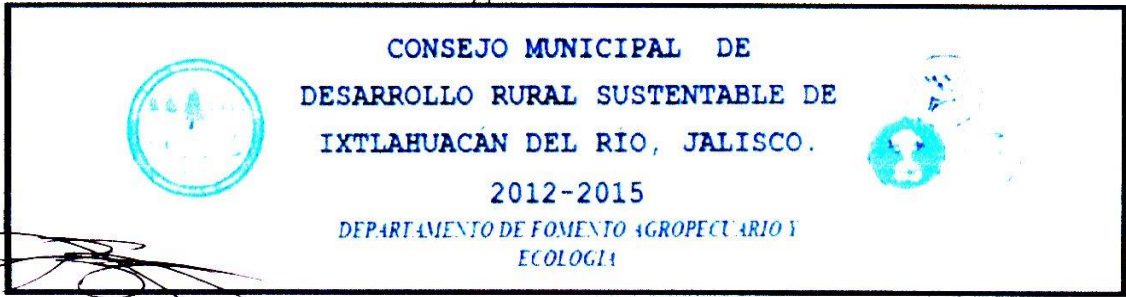 CONSEJO MUNICIPAL DE
DESARROLLO RURAL SUSTENTABLE DE
IXTLAHUACÁN DEL RÍO, JALISCO.
2012-2015
DEPARTAMENTO DE FOMENTO AGROPECUARIO Y
ECOLOGIA